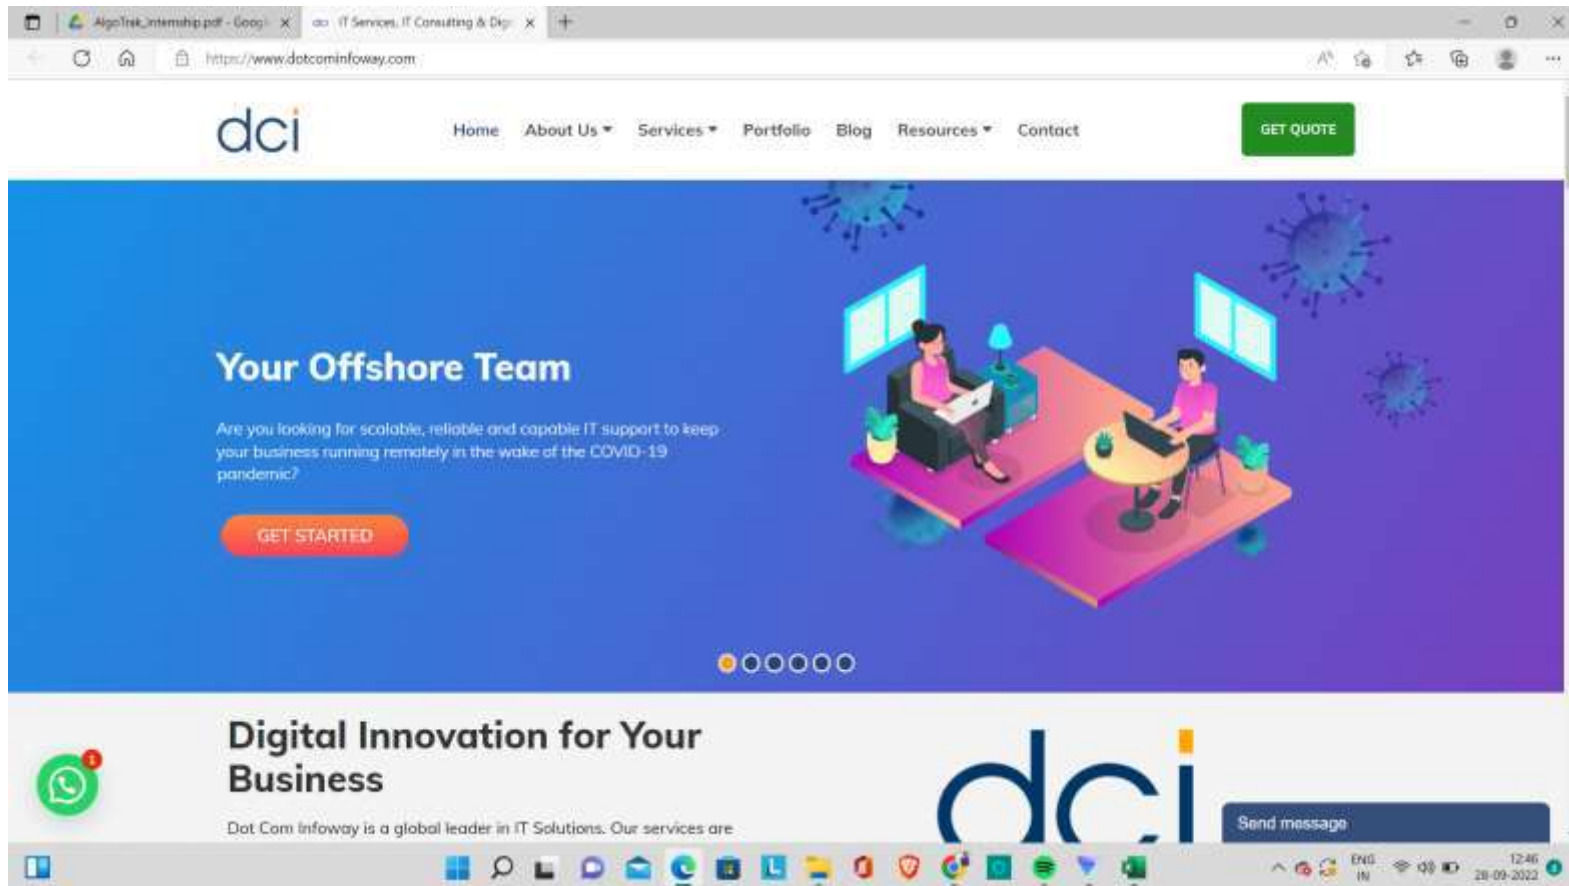 AlgoTrek_Internship.pdf - Googl
IT Services, IT Consulting & Digi
https://www.dotcominfoway.com
dci
Home
About Us
Services
Portfolio
Blog
Resources
Contact
GET QUOTE
Your Offshore Team
Are you looking for scalable, reliable and capable IT support to keep
your business running remotely in the wake of the COVID-19
pandemic?
GET STARTED
Digital Innovation for Your
Business
Dot Com Infoway is a global leader in IT Solutions. Our services are
dci
1
Send message
ENG
IN
12:46
28-09-2022